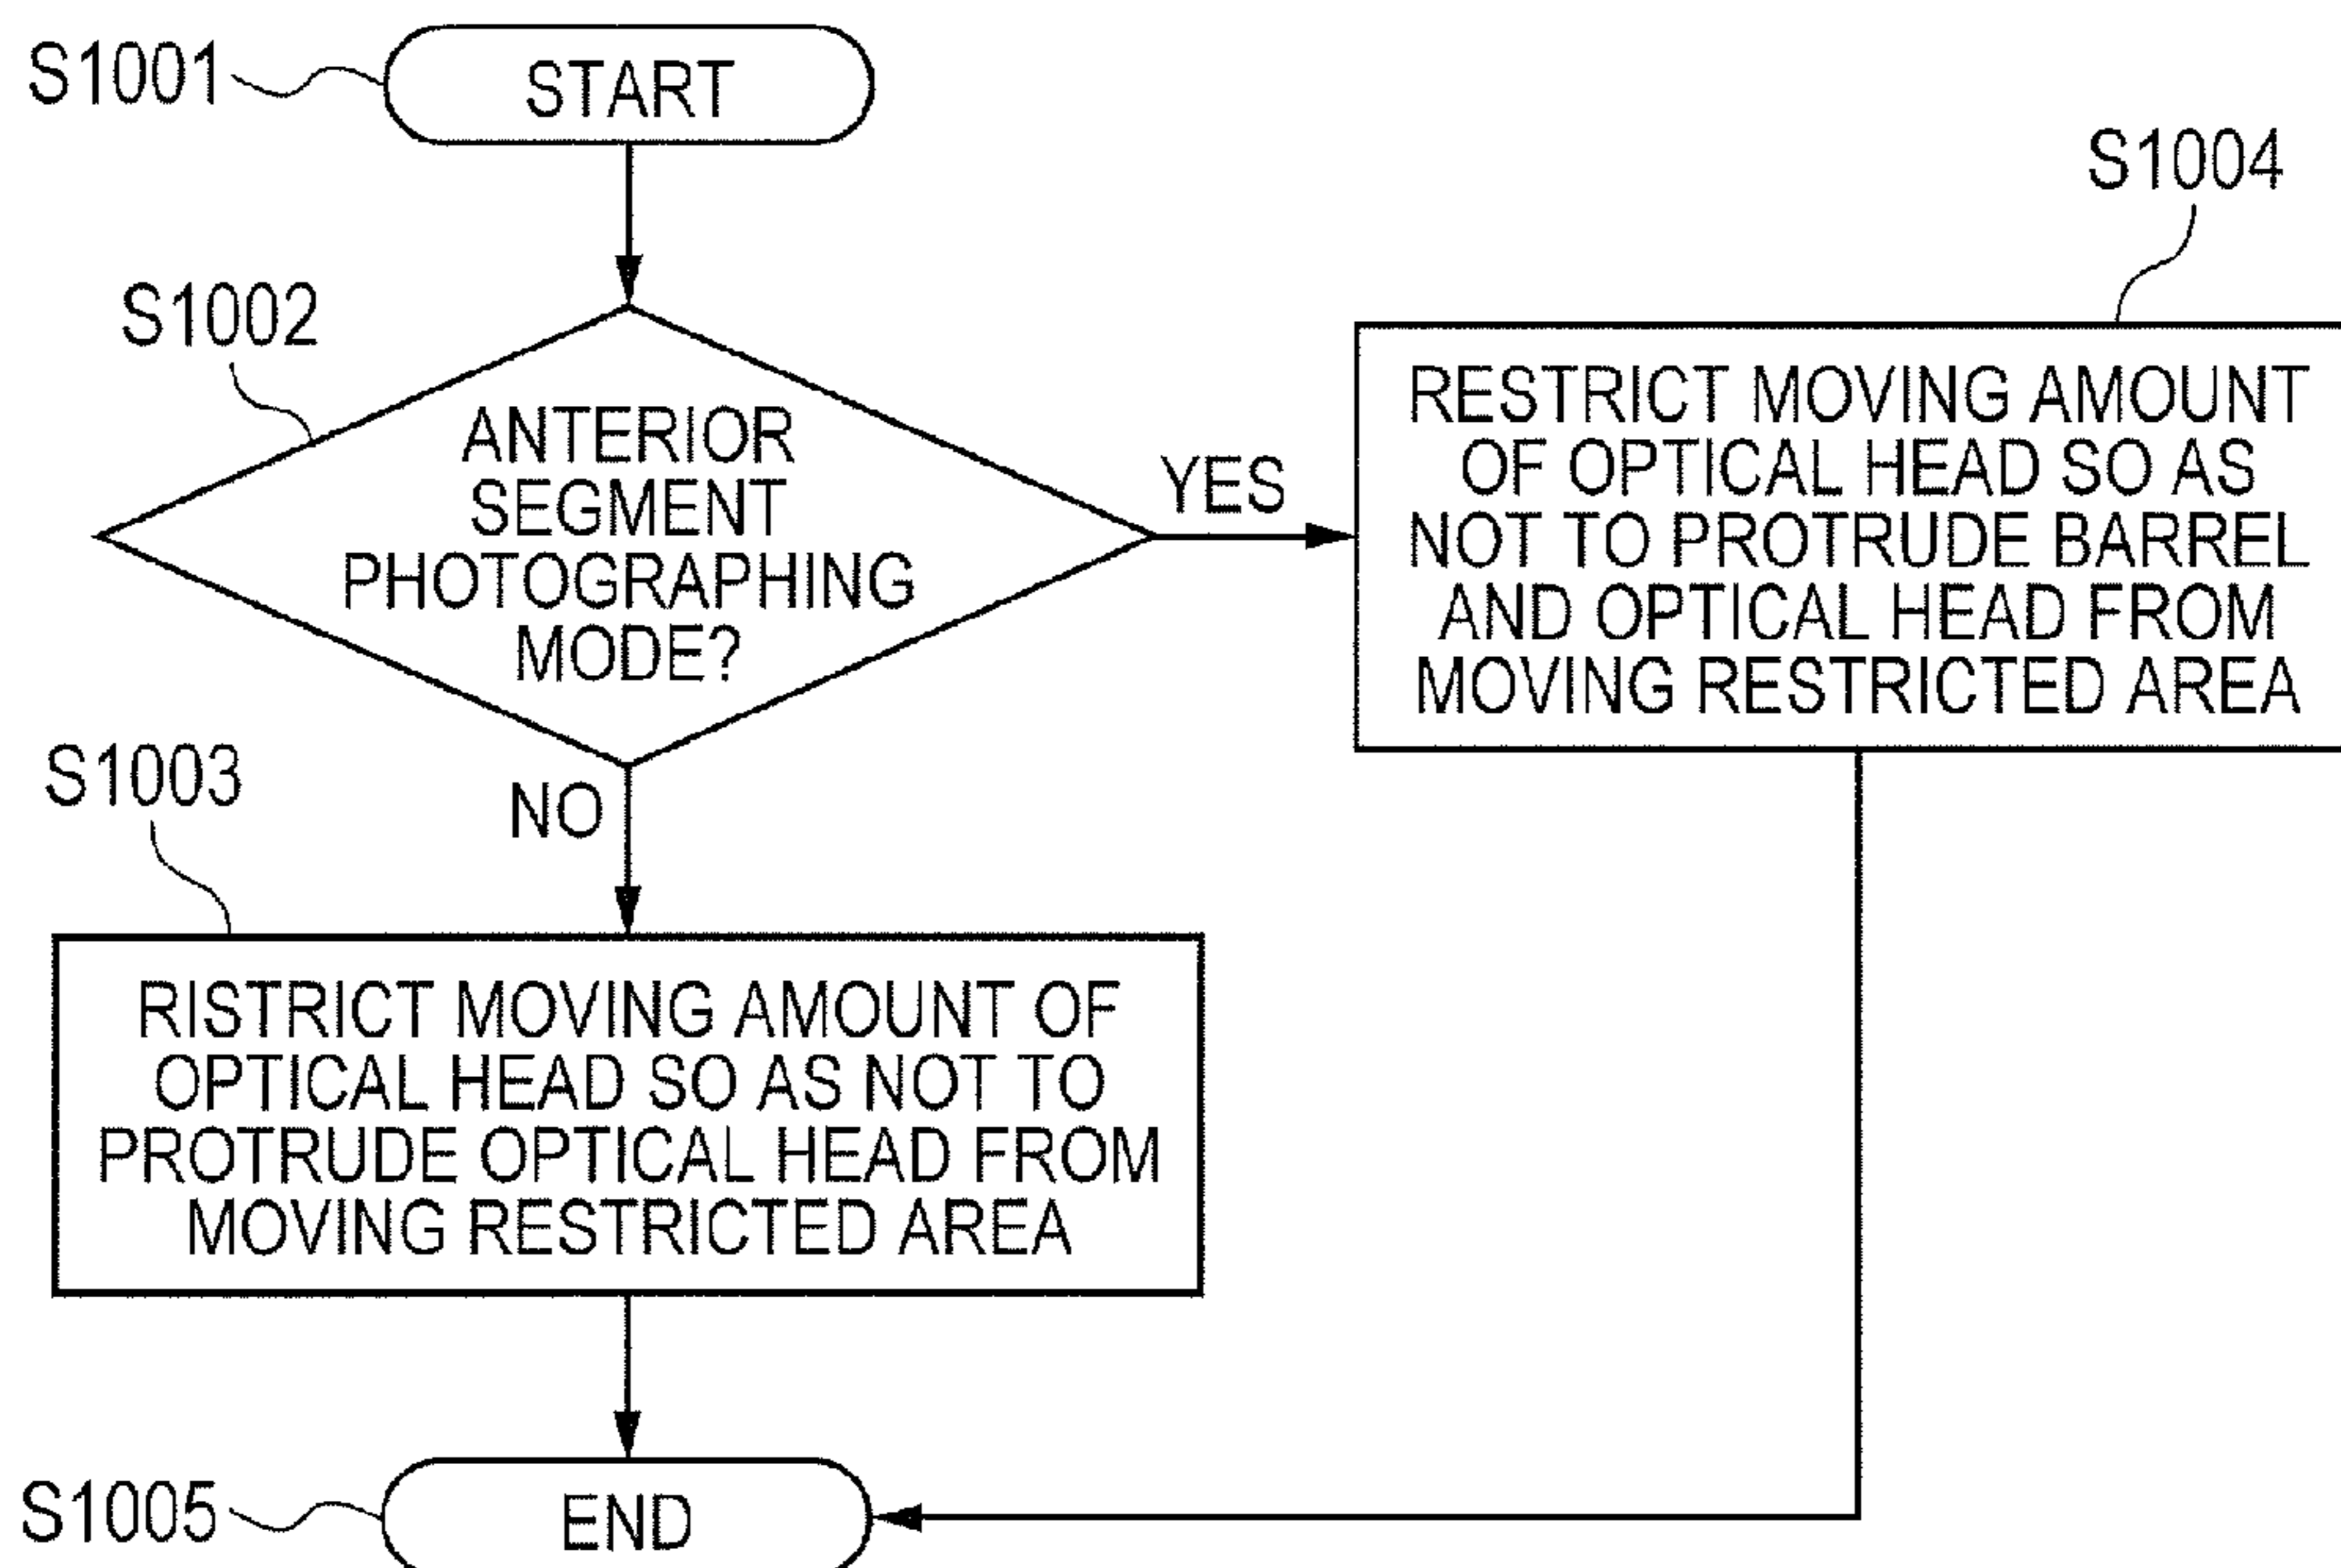 S1001
START
S1002
ANTERIOR
SEGMENT
PHOTOGRAPHING
MODE?
YES
S1004
RESTRICT MOVING AMOUNT
OF OPTICAL HEAD SO AS
NOT TO PROTRUDE BARREL
AND OPTICAL HEAD FROM
MOVING RESTRICTED AREA
NO
S1003
RISTRICT MOVING AMOUNT OF
OPTICAL HEAD SO AS NOT TO
PROTRUDE OPTICAL HEAD FROM
MOVING RESTRICTED AREA
S1005
END